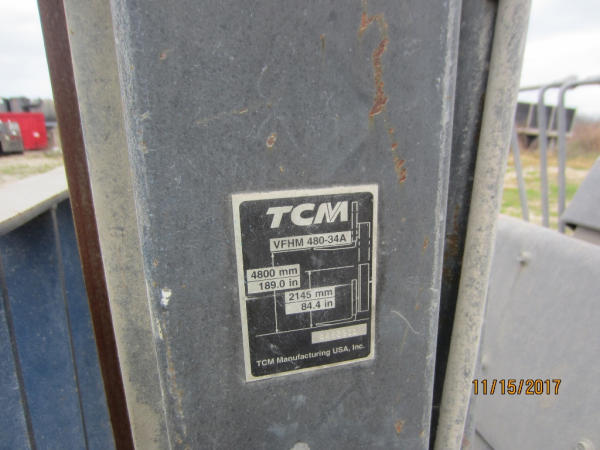 TCM
VFHM 480-34A
4800 mm
189.0 in
2145 mm
84.4 in
TCM Manufacturing USA, Inc.
11/15/2017